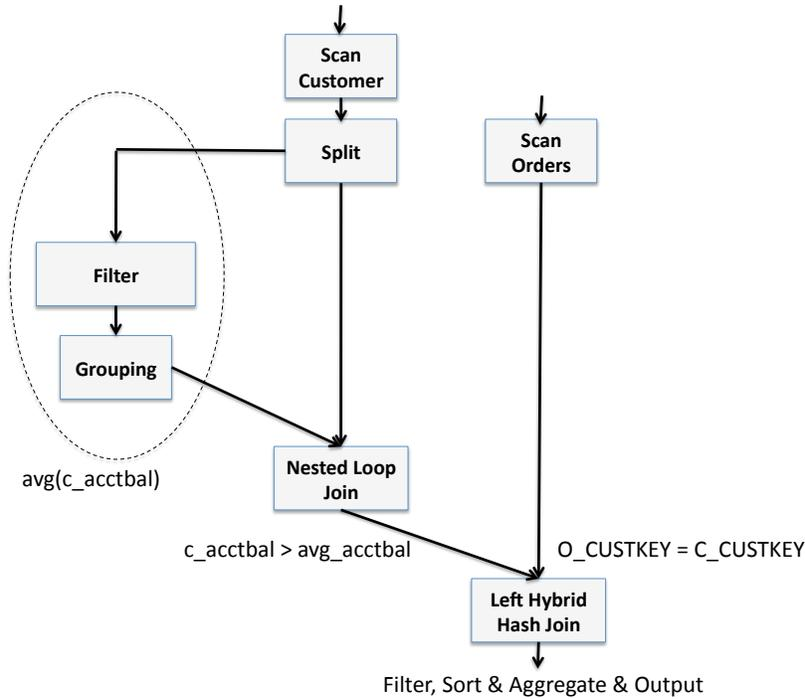 Scan
Customer
Split
Scan
Orders
Filter
Grouping
avg(c_acctbal)
Nested Loop
Join
c_acctbal > avg_acctbal
O_CUSTKEY = C_CUSTKEY
Left Hybrid
Hash Join
Filter, Sort & Aggregate & Output